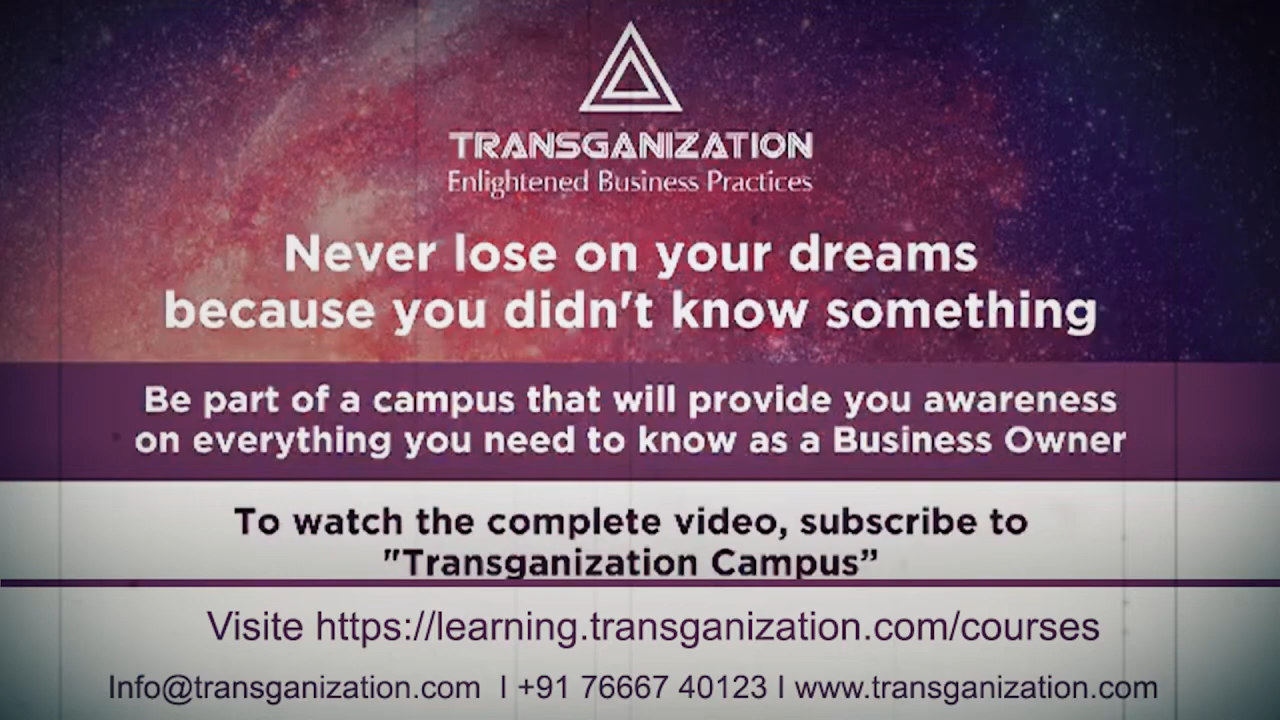 TRANSGANIZATION
Enlightened Business Practices
Never lose on your dreams
because you didn't know something
Be part of a campus that will provide you awareness
on everything you need to know as a Business Owner
To watch the complete video, subscribe to
"Transganization Campus”
Visite https://learning.transganization.com/courses
Info@transganization.com I +91 76667 40123 I www.transganization.com